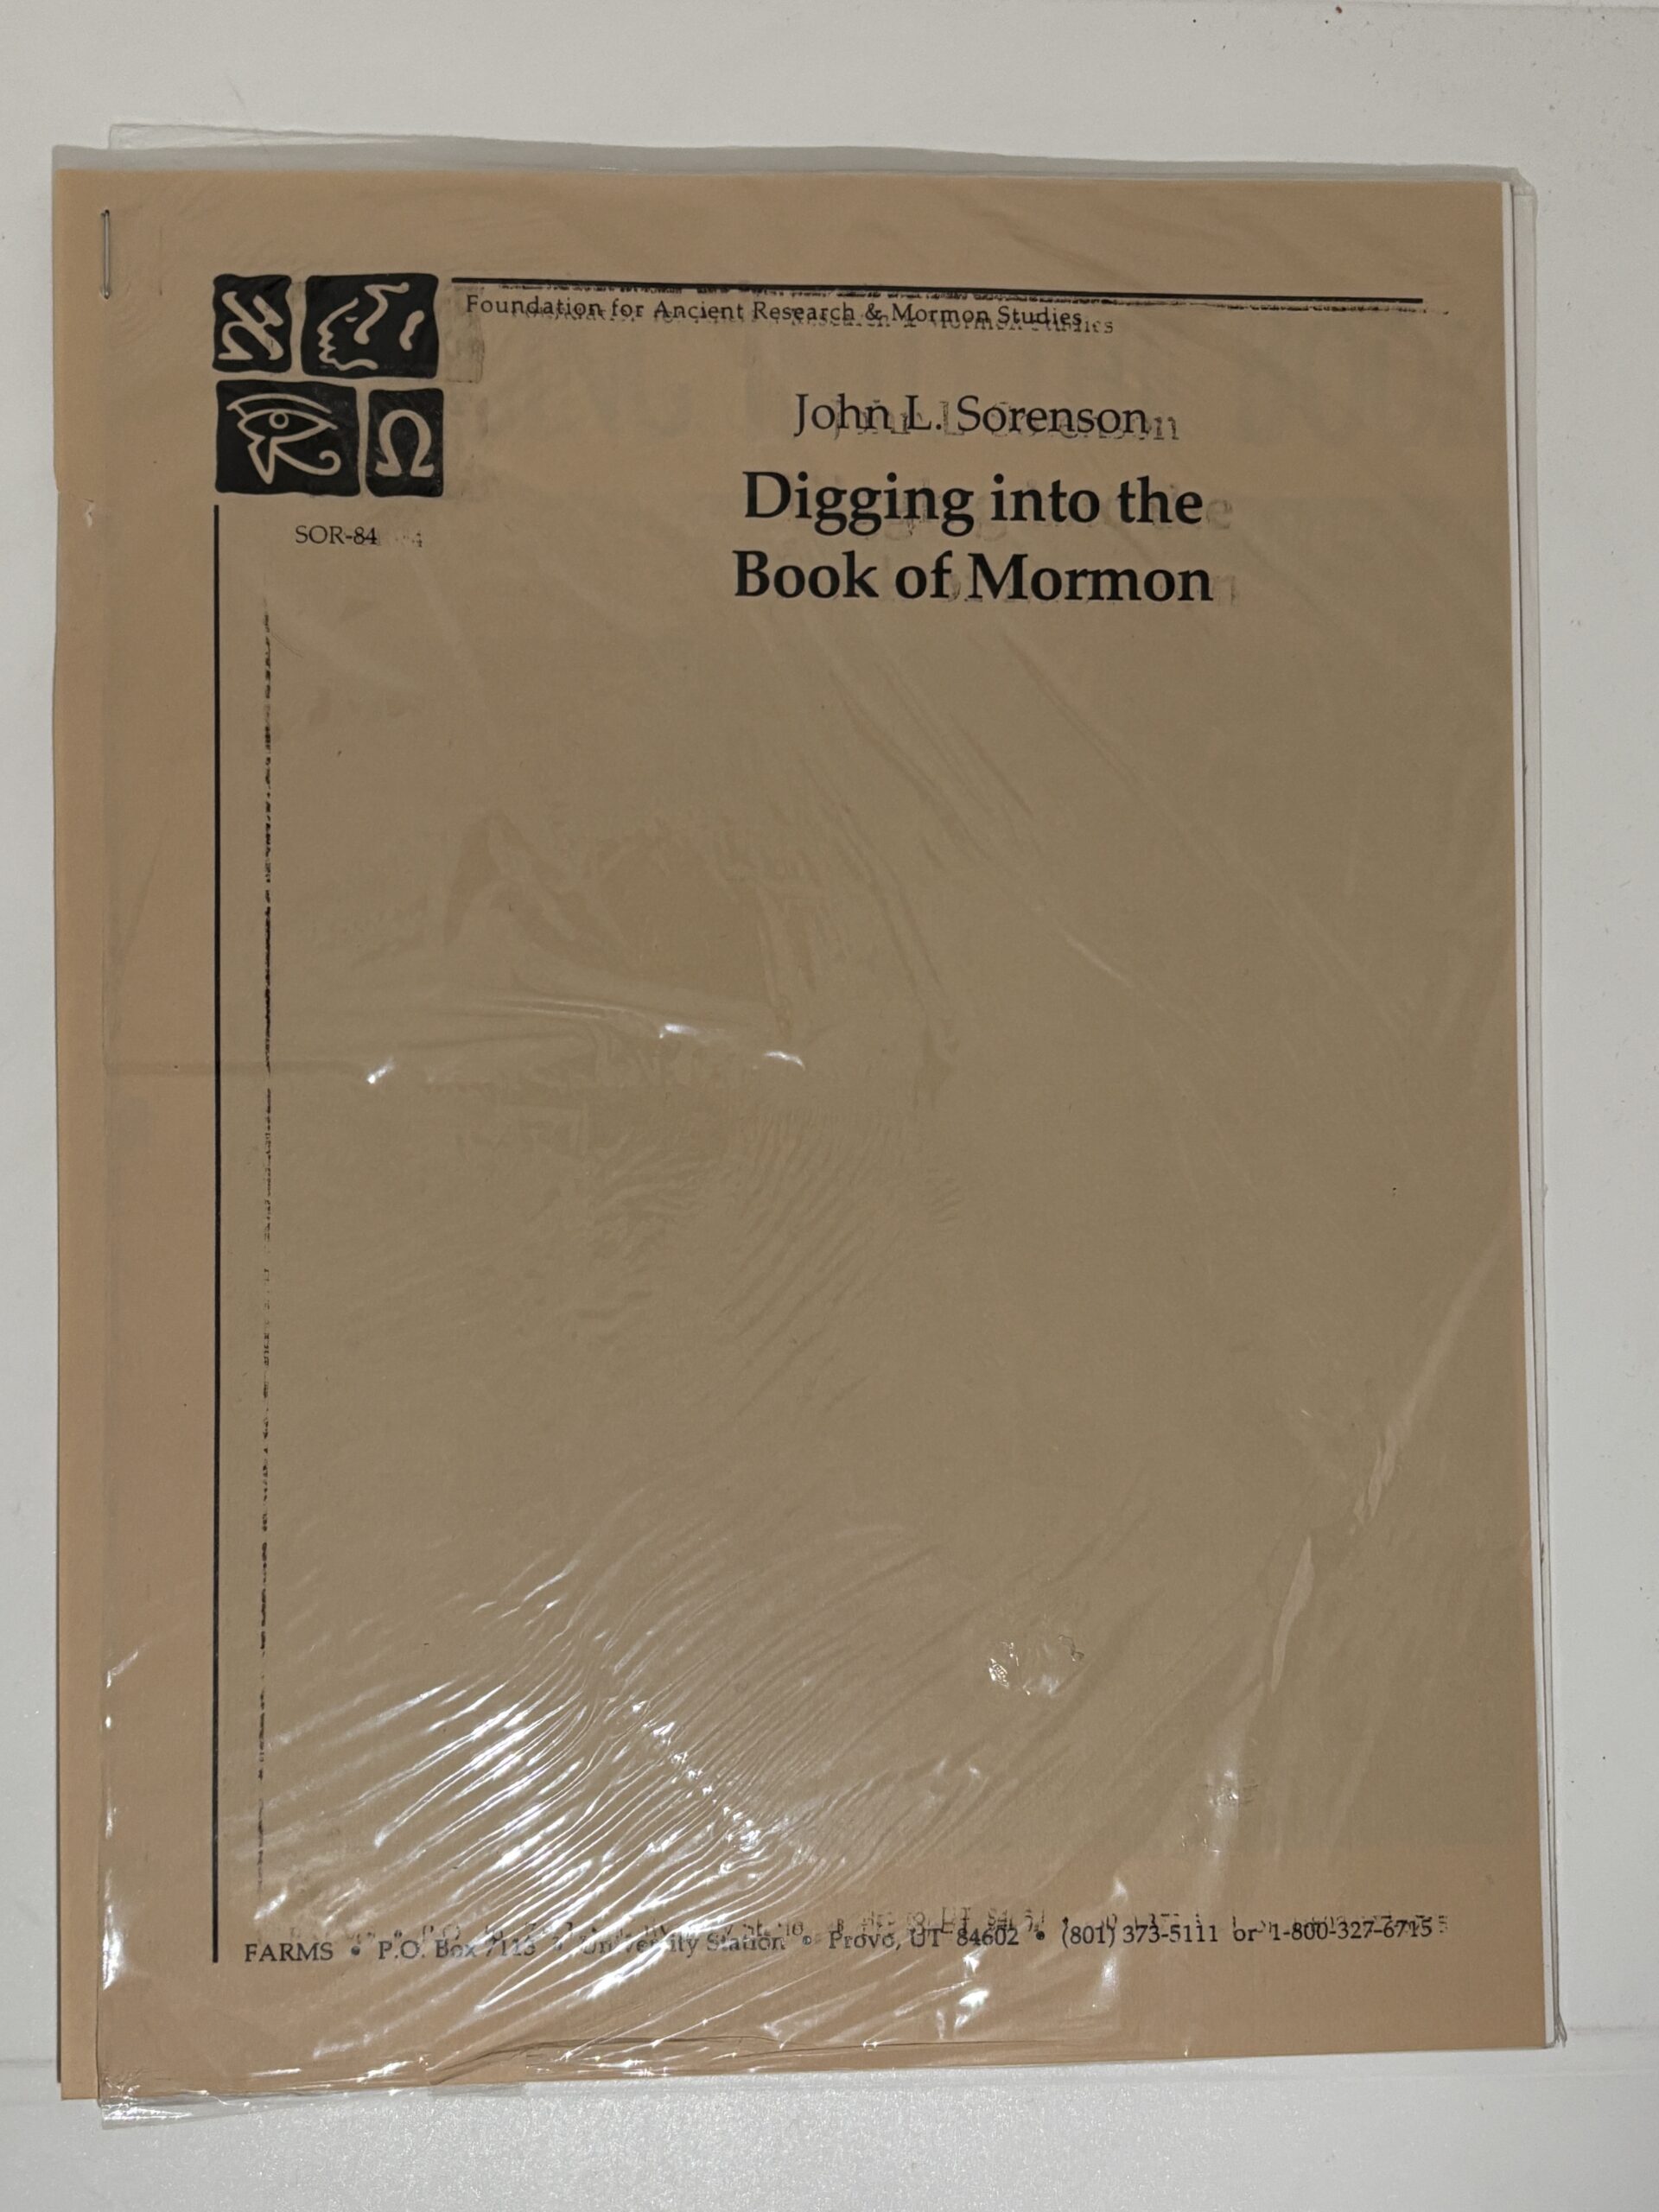 Foundation for Ancient Research & Mormon Studies
John L. Sorenson
Digging into the
Book of Mormon
SOR-84
FARMS • P.O. Box 7113 • University Station • Provo, UT 84602 • (801) 373-5111 or 1-800-327-6715